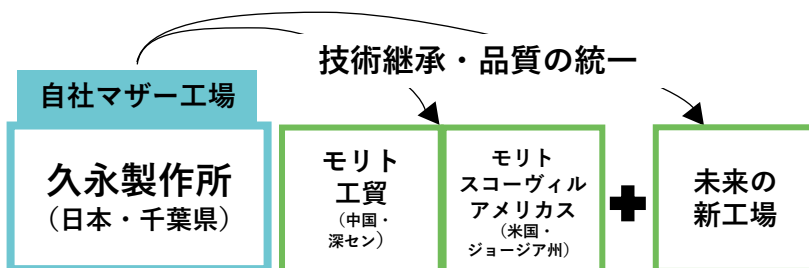 技術継承・品質の統一
自社マザー工場
久永製作所
（日本・千葉県）
モリト
工貿
（中国・
深セン）
モリト
スコーヴィル
アメリカス
（米国・
ジョージア州）
未来の
新工場